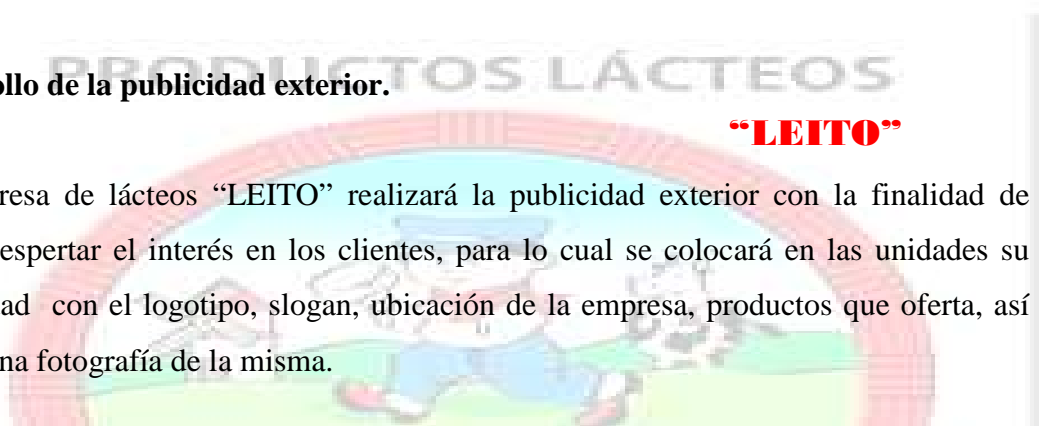 PRODUCTOS LÁCTEOS
ollo de la publicidad exterior.
“LEITO”
resa de lácteos “LEITO” realizará la publicidad exterior con la finalidad de
espertar el interés en los clientes, para lo cual se colocará en las unidades su
ad con el logotipo, slogan, ubicación de la empresa, productos que oferta, así
na fotografía de la misma.